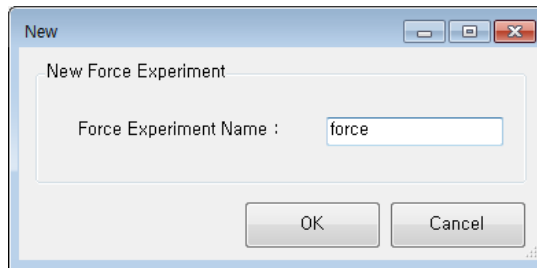 New
New Force Experiment
Force Experiment Name :
force
OK
Cancel